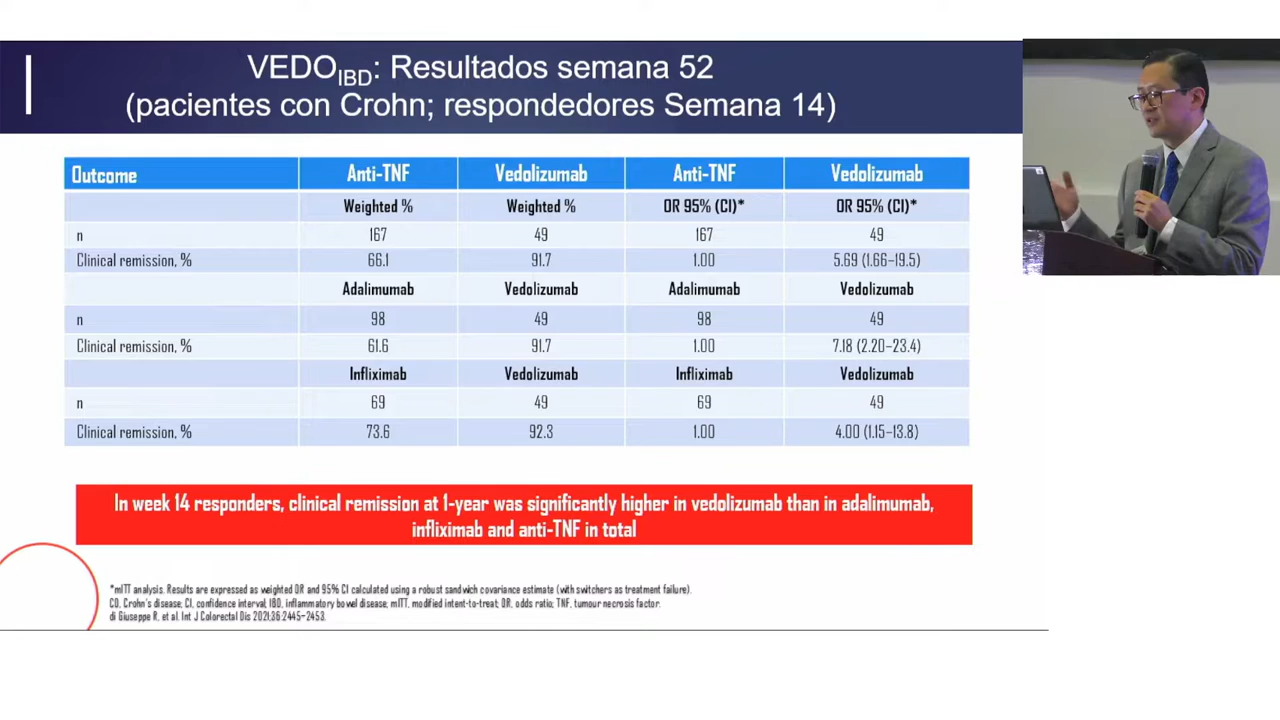 VEDOIBD: Resultados semana 52
(pacientes con Crohn; respondedores Semana 14)
Outcome Anti-TNF Vedolizumab Anti-TNF Vedolizumab
Weighted % Weighted % OR 95% (CI)* OR 95% (CI)*
n 167 49 167 49
Clinical remission, % 66.1 91.7 1.00 5.69 (1.66–19.5)
Adalimumab Vedolizumab Adalimumab Vedolizumab
n 98 49 98 49
Clinical remission, % 61.6 91.7 1.00 7.18 (2.20–23.4)
Infliximab Vedolizumab Infliximab Vedolizumab
n 69 49 69 49
Clinical remission, % 73.6 92.3 1.00 4.00 (1.15–13.8)
In week 14 responders, clinical remission at 1-year was significantly higher in vedolizumab than in adalimumab,
infliximab and anti-TNF in total
*mITT analysis. Results are expressed as weighted OR and 95% CI calculated using a robust sandwich covariance estimate (with switchers as treatment failure).
CD, Crohn's disease; CI, confidence interval; IBD, inflammatory bowel disease; mITT, modified intent-to-treat; OR, odds ratio; TNF, tumour necrosis factor.
di Giuseppe R, et al. Int J Colorectal Dis 2021;36:2445–2453.